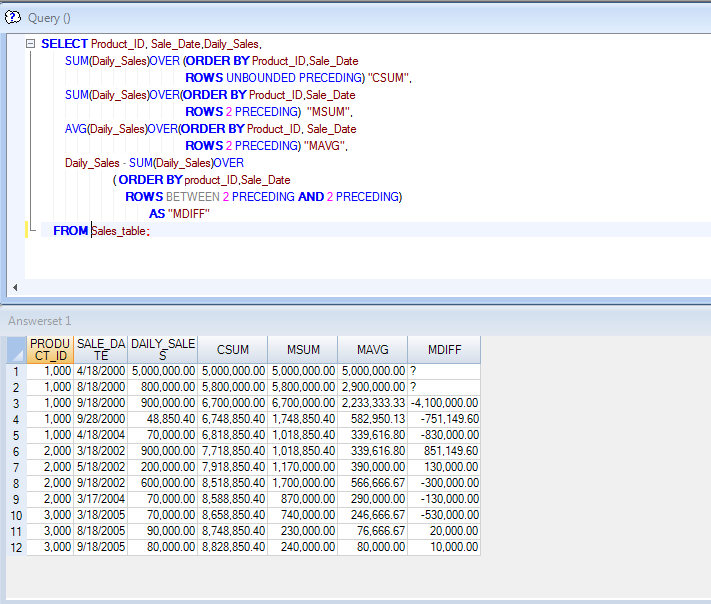 Query ()
SELECT Product_ID, Sale_Date,Daily_Sales,
SUM(Daily_Sales)OVER (ORDER BY Product_ID,Sale_Date
ROWS UNBOUNDED PRECEDING) "CSUM",
SUM(Daily_Sales)OVER(ORDER BY Product_ID,Sale_Date
ROWS 2 PRECEDING) "MSUM",
AVG(Daily_Sales)OVER(ORDER BY Product_ID, Sale_Date
ROWS 2 PRECEDING) "MAVG",
Daily_Sales - SUM(Daily_Sales)OVER
( ORDER BY product_ID,Sale_Date
ROWS BETWEEN 2 PRECEDING AND 2 PRECEDING)
AS "MDIFF"
FROM Sales_table;
Answerset 1
PRODUCT_ID SALE_DATE DAILY_SALES CSUM MSUM MAVG MDIFF
1 1,000 4/18/2000 5,000,000.00 5,000,000.00 5,000,000.00 5,000,000.00 ?
2 1,000 8/18/2000 800,000.00 5,800,000.00 5,800,000.00 2,900,000.00 ?
3 1,000 9/18/2000 900,000.00 6,700,000.00 6,700,000.00 2,233,333.33 -4,100,000.00
4 1,000 9/28/2000 48,850.40 6,748,850.40 1,748,850.40 582,950.13 -751,149.60
5 1,000 4/18/2004 70,000.00 6,818,850.40 1,018,850.40 339,616.80 -830,000.00
6 2,000 3/18/2002 900,000.00 7,718,850.40 1,018,850.40 339,616.80 851,149.60
7 2,000 5/18/2002 200,000.00 7,918,850.40 1,170,000.00 390,000.00 130,000.00
8 2,000 9/18/2002 600,000.00 8,518,850.40 1,700,000.00 566,666.67 -300,000.00
9 2,000 3/17/2004 70,000.00 8,588,850.40 870,000.00 290,000.00 -130,000.00
10 3,000 3/18/2005 70,000.00 8,658,850.40 740,000.00 246,666.67 -530,000.00
11 3,000 8/18/2005 90,000.00 8,748,850.40 230,000.00 76,666.67 20,000.00
12 3,000 9/18/2005 80,000.00 8,828,850.40 240,000.00 80,000.00 10,000.00